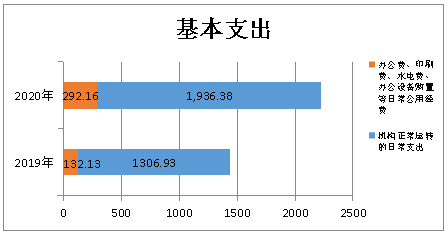 基本支出
2020年
292.16
1,936.38
2019年
132.13
1306.93
0
500
1000
1500
2000
2500
办公费、印刷
费、水电费、
办公设备购置
等日常公用经
费
机构正常运转
的日常支出